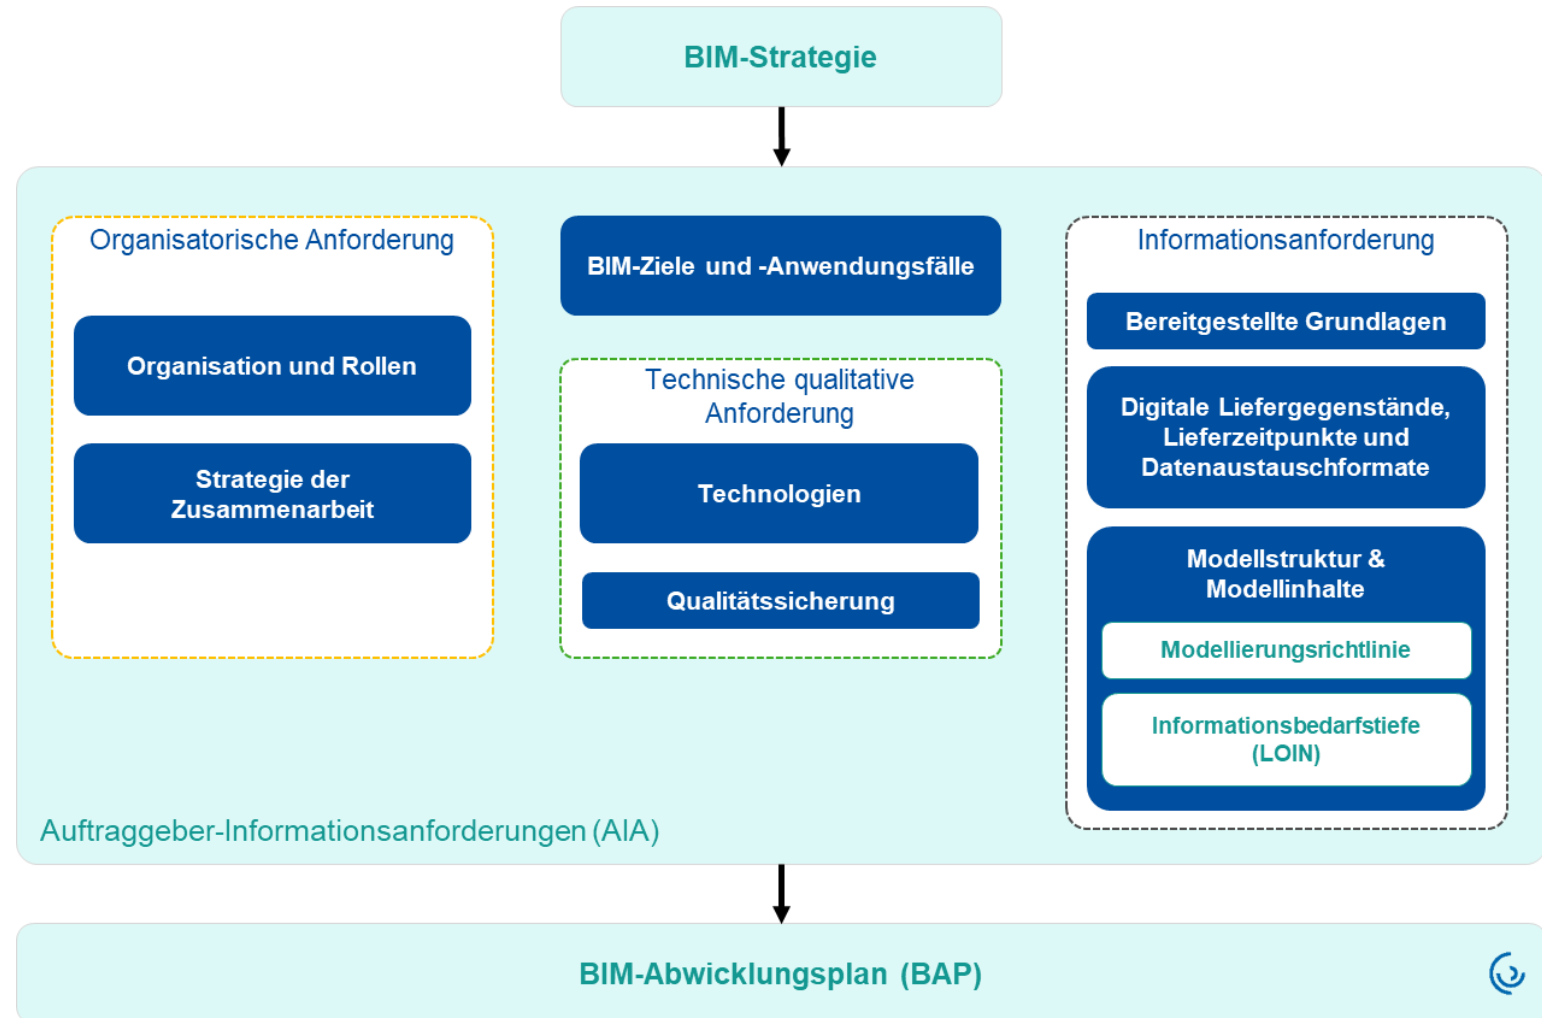 BIM-Strategie
Organisatorische Anforderung
Organisation und Rollen
Strategie der
Zusammenarbeit
BIM-Ziele und -Anwendungsfälle
Technische qualitative
Anforderung
Technologien
Qualitätssicherung
Informationsanforderung
Bereitgestellte Grundlagen
Digitale Liefergegenstände,
Lieferzeitpunkte und
Datenaustauschformate
Modellstruktur &
Modellinhalte
Modellierungsrichtlinie
Informationsbedarfstiefe
(LOIN)
Auftraggeber-Informationsanforderungen (AIA)
BIM-Abwicklungsplan (BAP)